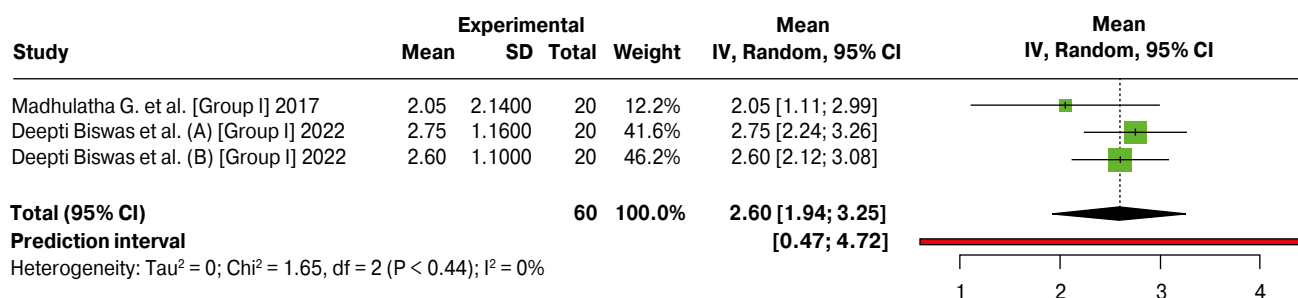 Experimental Mean Mean
Study Mean SD Total Weight IV, Random, 95% CI IV, Random, 95% CI
Madhulatha G. et al. [Group I] 2017 2.05 2.1400 20 12.2% 2.05 [1.11; 2.99]
Deepti Biswas et al. (A) [Group I] 2022 2.75 1.1600 20 41.6% 2.75 [2.24; 3.26]
Deepti Biswas et al. (B) [Group I] 2022 2.60 1.1000 20 46.2% 2.60 [2.12; 3.08]
Total (95% CI) 60 100.0% 2.60 [1.94; 3.25]
Prediction interval [0.47; 4.72]
Heterogeneity: Tau² = 0; Chi² = 1.65, df = 2 (P < 0.44); I² = 0%
1 2 3 4